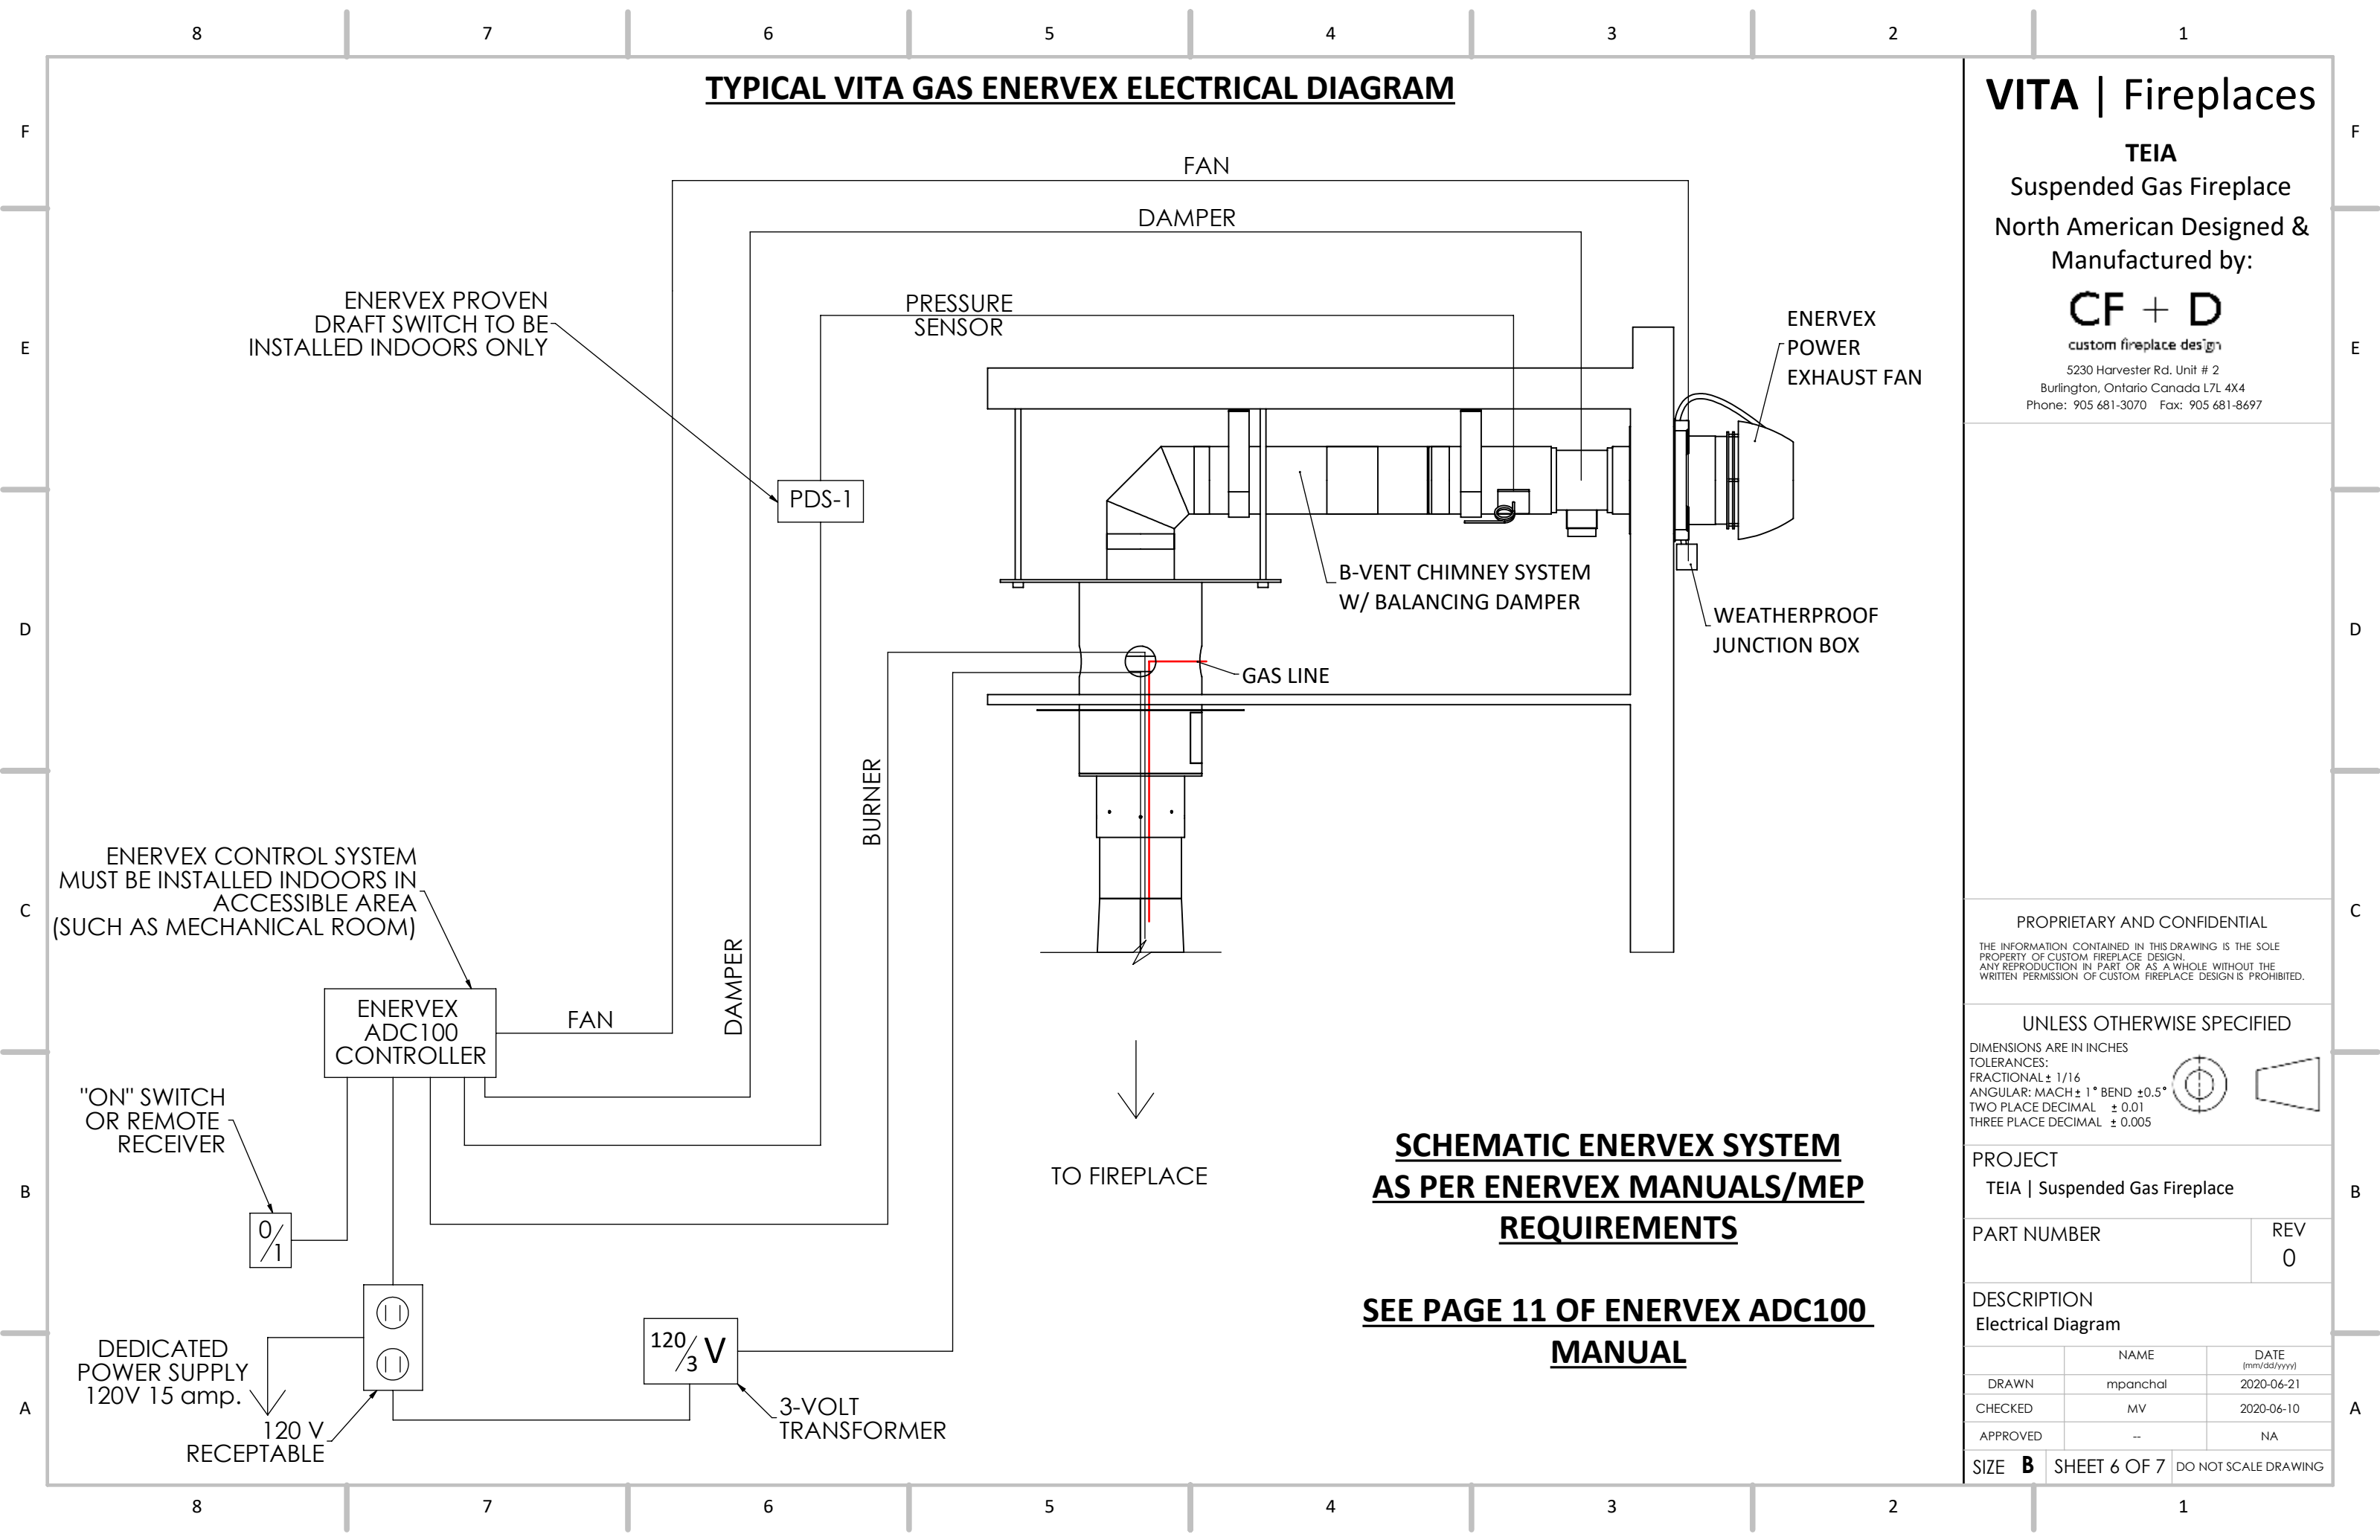 8 7 6 5 4 3 2 1
TYPICAL VITA GAS ENERVEX ELECTRICAL DIAGRAM
F
F
E
E
D
D
C
C
B
B
A
A
FAN
DAMPER
PRESSURE
SENSOR
ENERVEX PROVEN
DRAFT SWITCH TO BE
INSTALLED INDOORS ONLY
PDS-1
ENERVEX
POWER
EXHAUST FAN
B-VENT CHIMNEY SYSTEM
W/ BALANCING DAMPER
WEATHERPROOF
JUNCTION BOX
GAS LINE
BURNER
DAMPER
ENERVEX CONTROL SYSTEM
MUST BE INSTALLED INDOORS IN
ACCESSIBLE AREA
(SUCH AS MECHANICAL ROOM)
ENERVEX
ADC100
CONTROLLER
FAN
"ON" SWITCH
OR REMOTE
RECEIVER
0/1
DEDICATED
POWER SUPPLY
120V 15 amp.
120 V
RECEPTABLE
120/3 V
3-VOLT
TRANSFORMER
TO FIREPLACE
SCHEMATIC ENERVEX SYSTEM
AS PER ENERVEX MANUALS/MEP
REQUIREMENTS
SEE PAGE 11 OF ENERVEX ADC100
MANUAL
VITA | Fireplaces
TEIA
Suspended Gas Fireplace
North American Designed &
Manufactured by:
CF + D
custom fireplace design
5230 Harvester Rd. Unit # 2
Burlington, Ontario Canada L7L 4X4
Phone: 905 681-3070 Fax: 905 681-8697
PROPRIETARY AND CONFIDENTIAL
THE INFORMATION CONTAINED IN THIS DRAWING IS THE SOLE
PROPERTY OF CUSTOM FIREPLACE DESIGN.
ANY REPRODUCTION IN PART OR AS A WHOLE WITHOUT THE
WRITTEN PERMISSION OF CUSTOM FIREPLACE DESIGN IS PROHIBITED.
UNLESS OTHERWISE SPECIFIED
DIMENSIONS ARE IN INCHES
TOLERANCES:
FRACTIONAL ± 1/16
ANGULAR: MACH ± 1° BEND ±0.5°
TWO PLACE DECIMAL ± 0.01
THREE PLACE DECIMAL ± 0.005
PROJECT
TEIA | Suspended Gas Fireplace
PART NUMBER
REV
0
DESCRIPTION
Electrical Diagram
NAME DATE
(mm/dd/yyyy)
DRAWN mpanchal 2020-06-21
CHECKED MV 2020-06-10
APPROVED -- NA
SIZE B SHEET 6 OF 7 DO NOT SCALE DRAWING
8 7 6 5 4 3 2 1